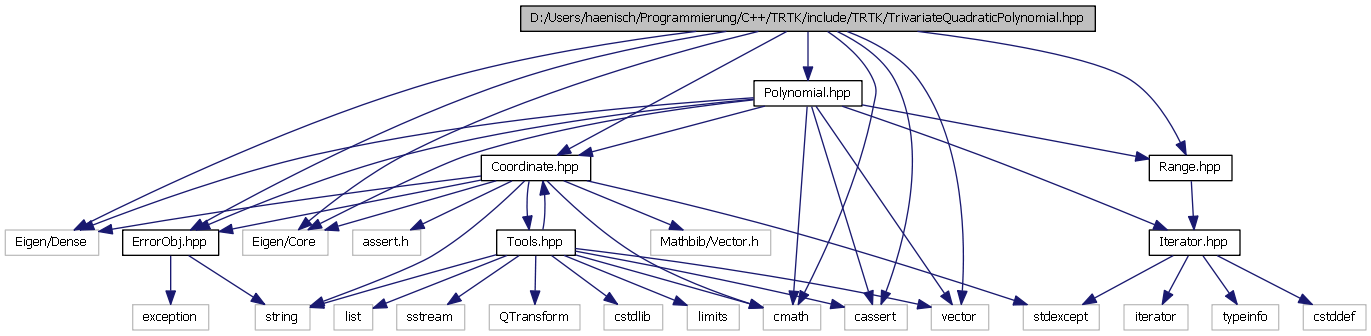 D:/Users/haenisch/Programmierung/C++/TRTK/include/TRTK/TrivariateQuadraticPolynomial.hpp
Polynomial.hpp
Coordinate.hpp
Range.hpp
Eigen/Dense
ErrorObj.hpp
Eigen/Core
assert.h
Tools.hpp
Mathbib/Vector.h
Iterator.hpp
exception
string
list
sstream
QTransform
cstdlib
limits
cmath
cassert
vector
stdexcept
iterator
typeinfo
cstddef